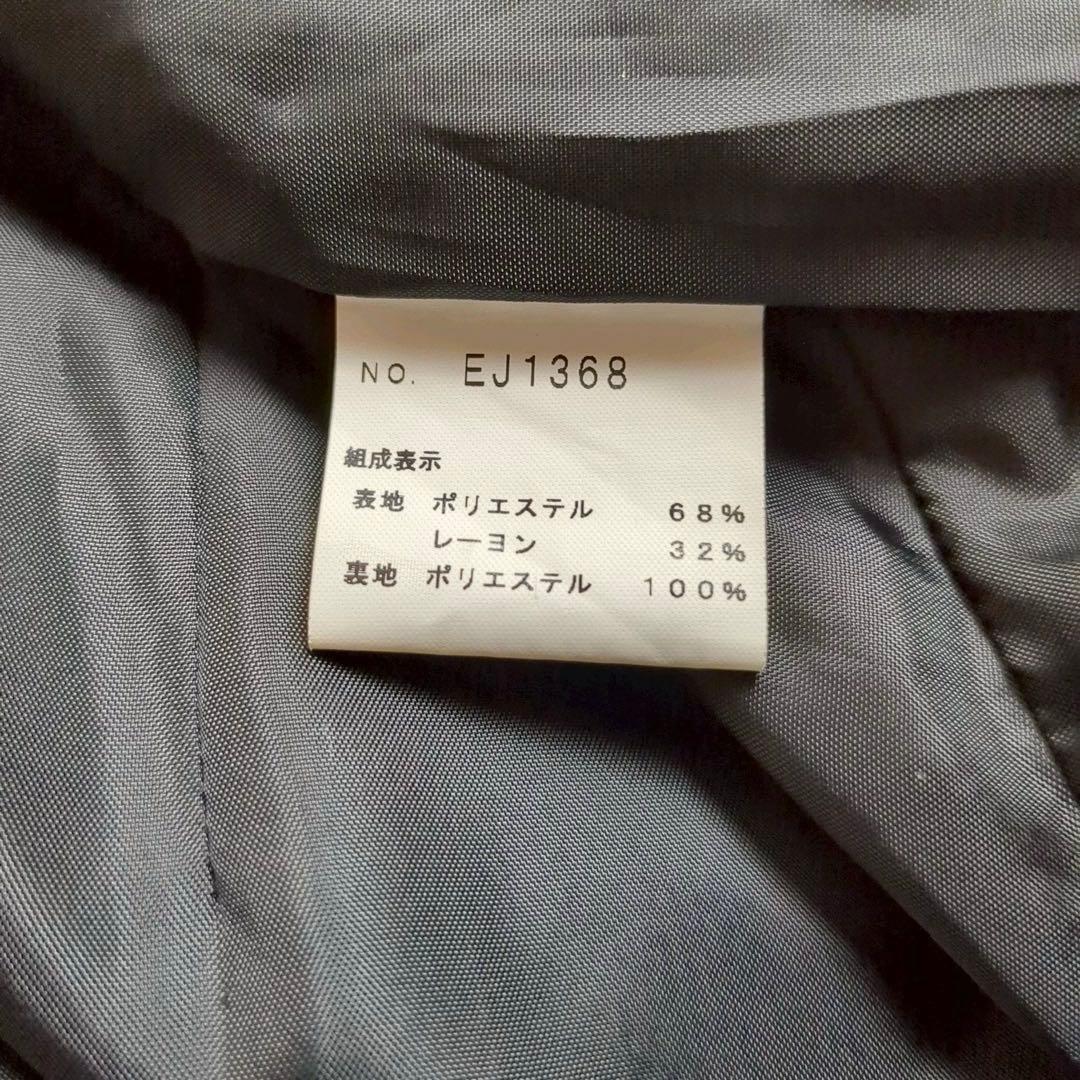 NO. EJ1368
組成表示
表地 ポリエステル 68%
レーヨン 32%
裏地 ポリエステル 100%